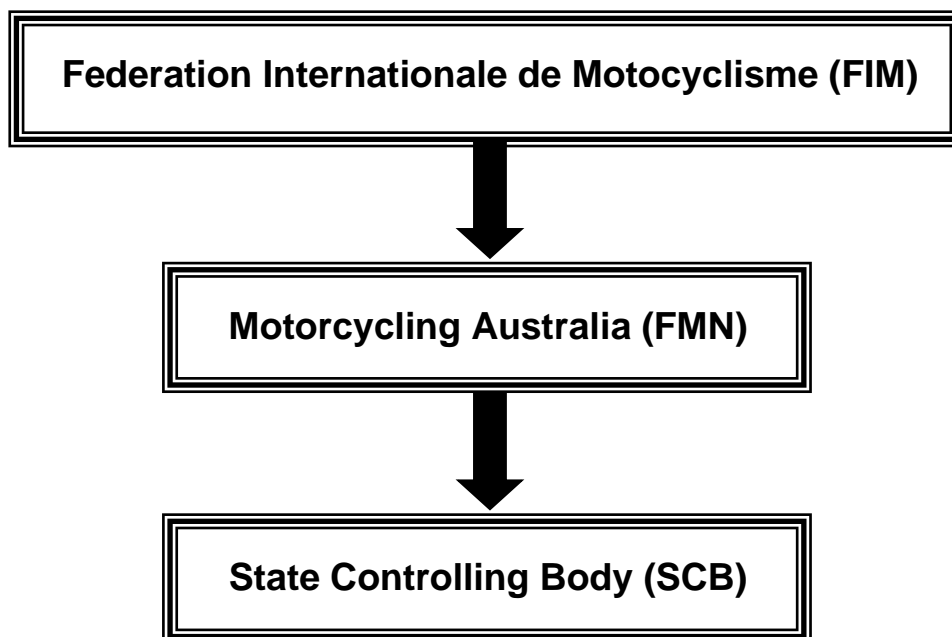 Federation Internationale de Motocyclisme (FIM)
Motorcycling Australia (FMN)
State Controlling Body (SCB)